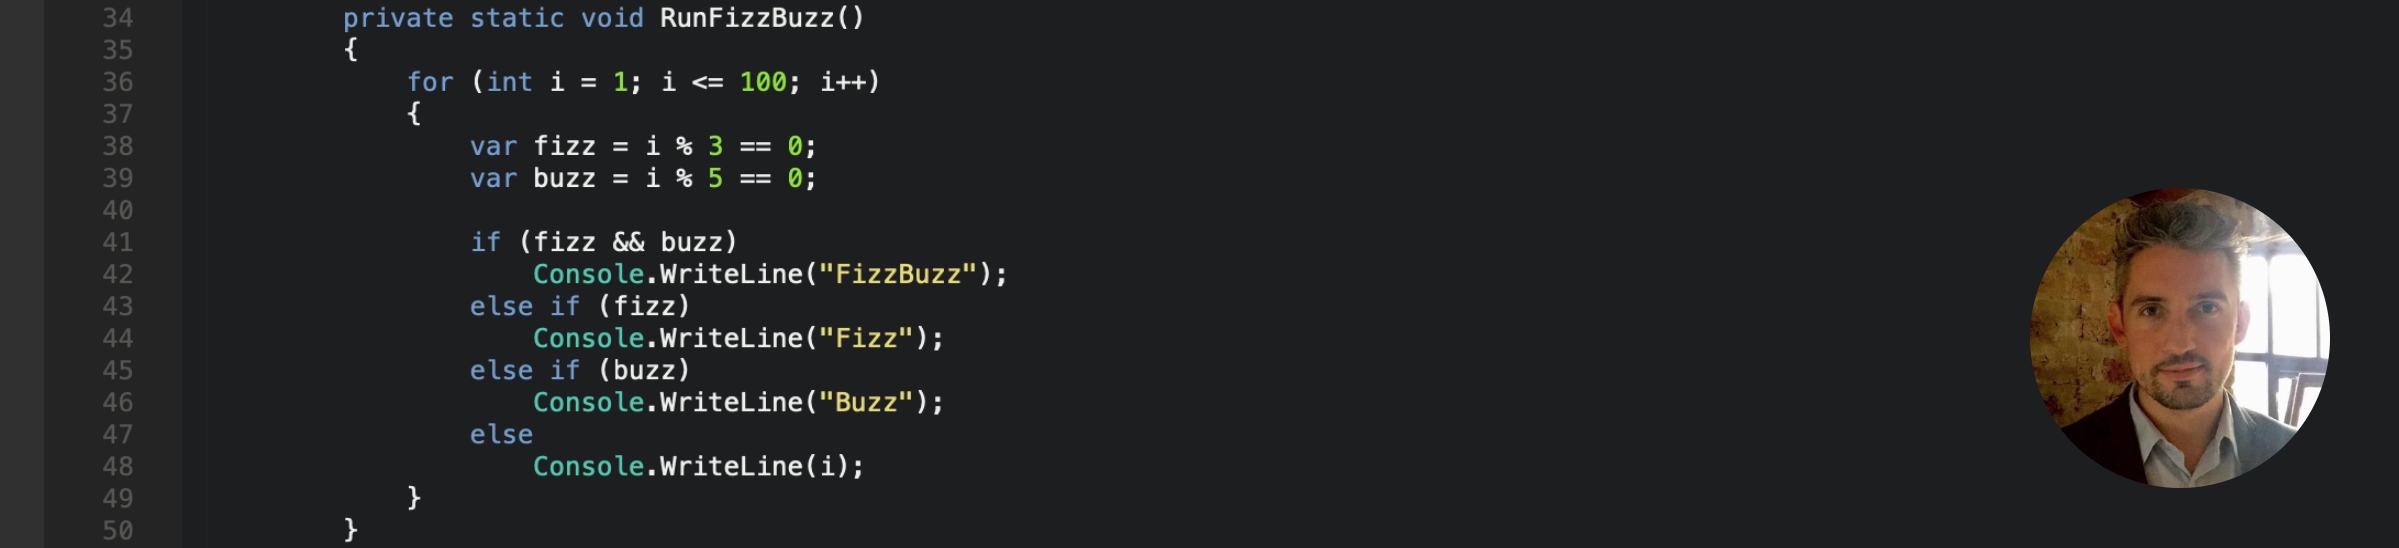 34 private static void RunFizzBuzz()
35 {
36 for (int i = 1; i <= 100; i++)
37 {
38 var fizz = i % 3 == 0;
39 var buzz = i % 5 == 0;
40
41 if (fizz && buzz)
42 Console.WriteLine("FizzBuzz");
43 else if (fizz)
44 Console.WriteLine("Fizz");
45 else if (buzz)
46 Console.WriteLine("Buzz");
47 else
48 Console.WriteLine(i);
49 }
50 }